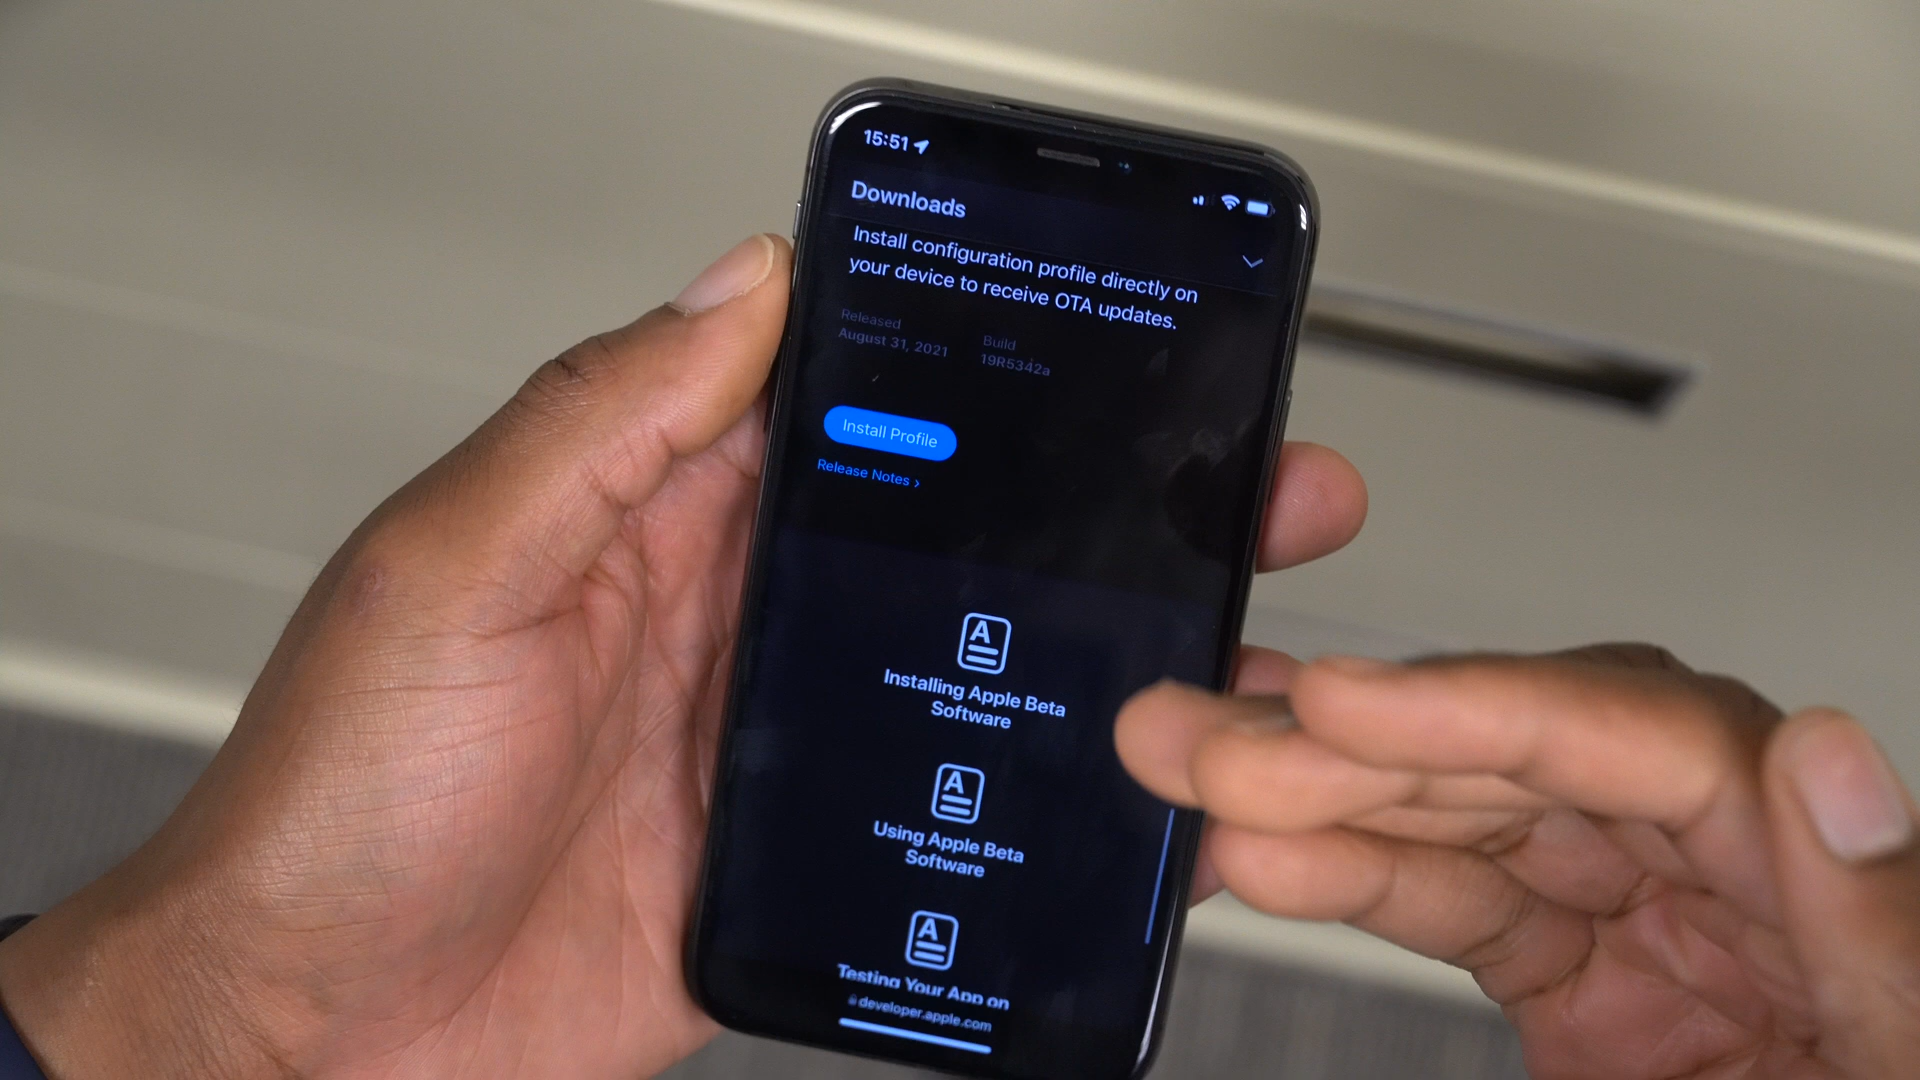 15:51
Downloads
Install configuration profile directly on
your device to receive OTA updates.
Released
August 31, 2021
Build
19R5342a
Install Profile
Release Notes ›
Installing Apple Beta
Software
Using Apple Beta
Software
Testing Your App on
developer.apple.com